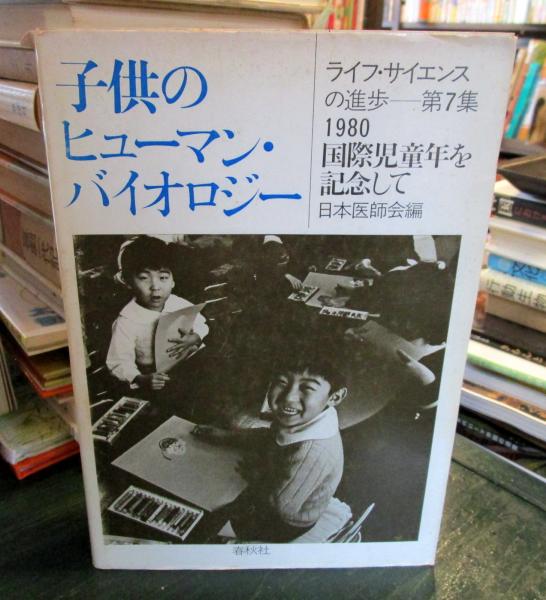 子供の
ヒューマン・
バイオロジー
ライフ・サイエンス
の進歩――第7集
1980
国際児童年を
記念して
日本医師会編
春秋社